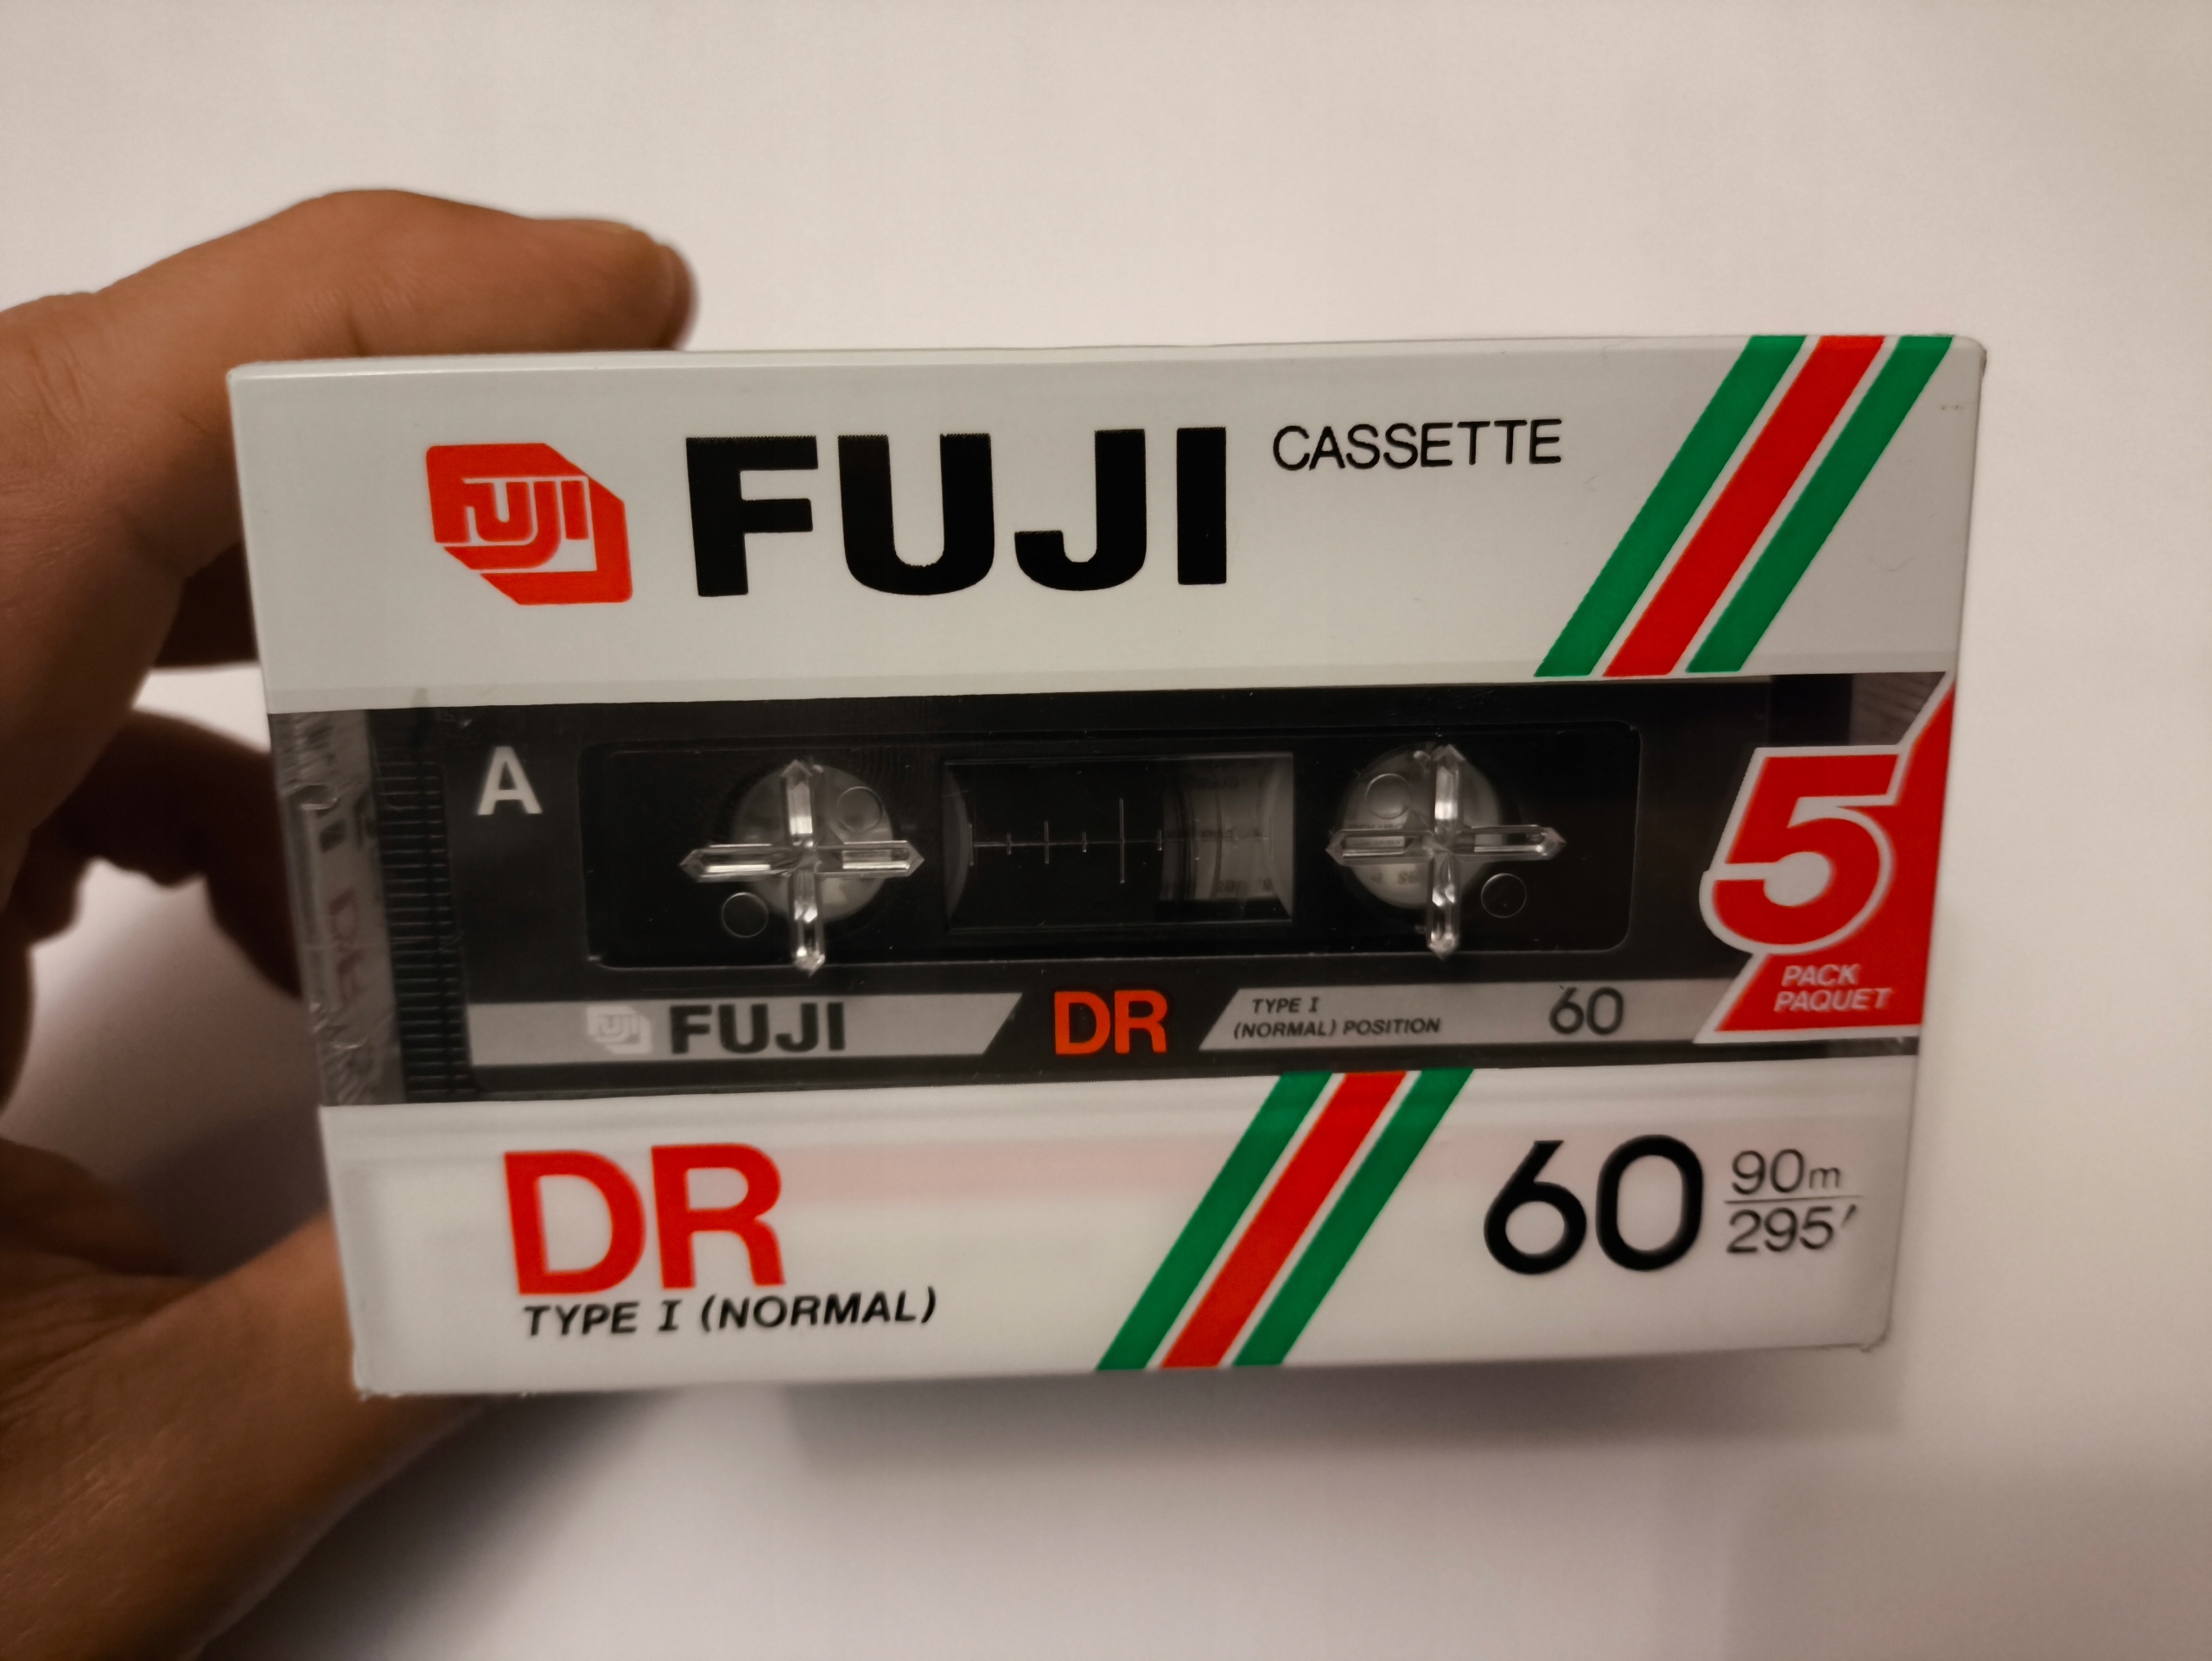 FUJI
FUJI CASSETTE
A
5
PACK
PAQUET
FUJI
FUJI
DR
TYPE I
(NORMAL) POSITION
60
DR
TYPE I (NORMAL)
60
90m
295′